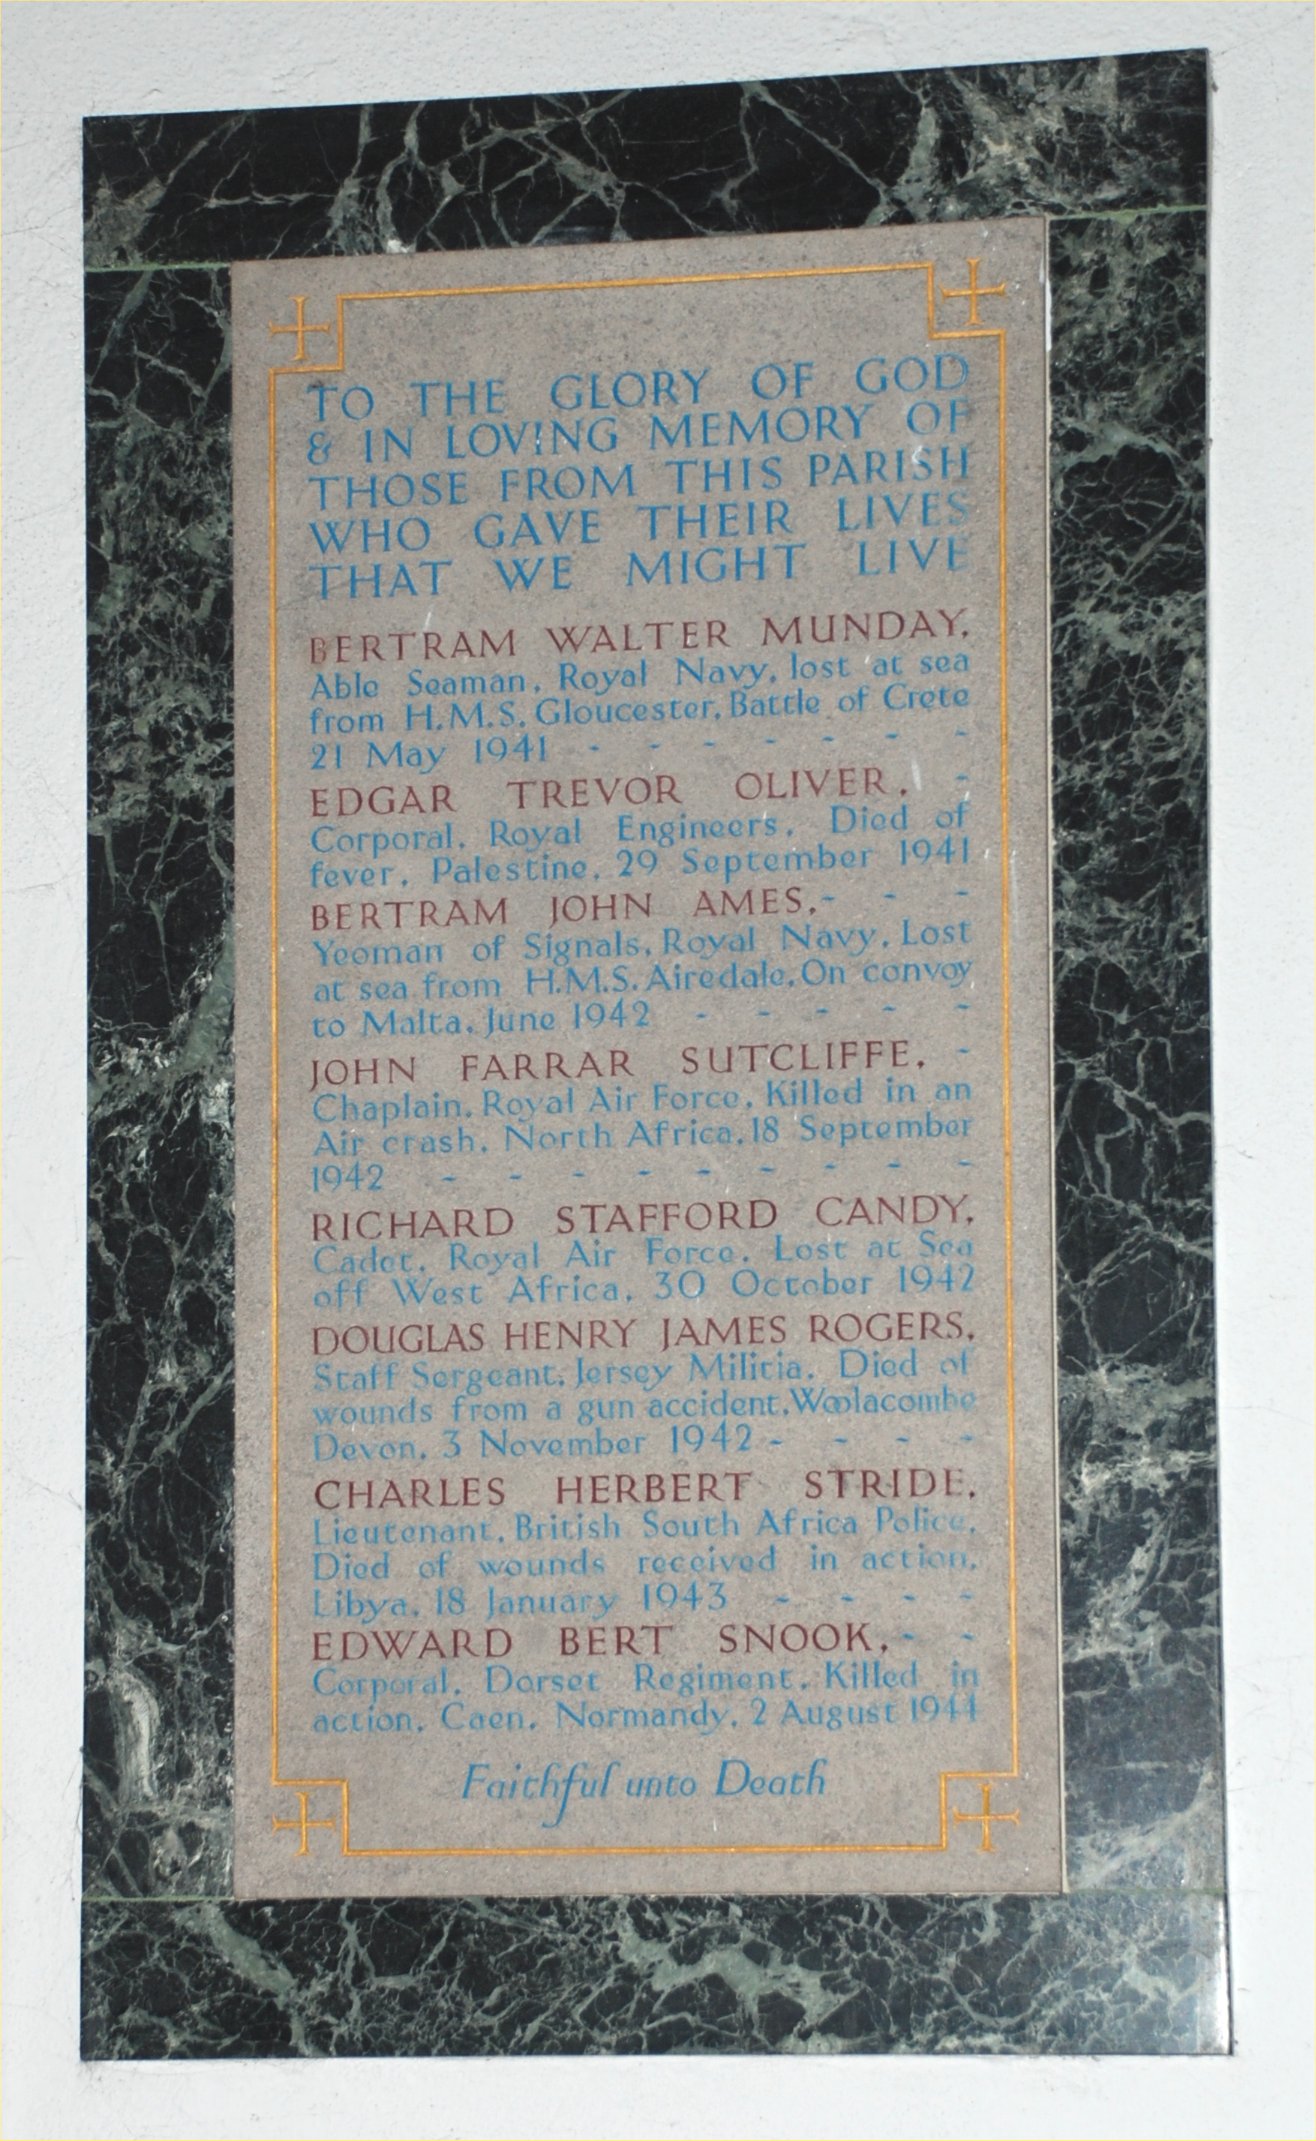 TO THE GLORY OF GOD
& IN LOVING MEMORY OF
THOSE FROM THIS PARISH
WHO GAVE THEIR LIVES
THAT WE MIGHT LIVE
BERTRAM WALTER MUNDAY,
Able Seaman, Royal Navy, lost at sea
from H.M.S. Gloucester, Battle of Crete
21 May 1941 - - - - - - -
EDGAR TREVOR OLIVER, -
Corporal, Royal Engineers, Died of
fever, Palestine, 29 September 1941
BERTRAM JOHN AMES, - - -
Yeoman of Signals, Royal Navy, Lost
at sea from H.M.S. Airedale, On convoy
to Malta, June 1942 - - - - -
JOHN FARRAR SUTCLIFFE, -
Chaplain, Royal Air Force, Killed in an
Air crash, North Africa, 18 September
1942 - - - - - - - - -
RICHARD STAFFORD CANDY,
Cadet, Royal Air Force, Lost at Sea
off West Africa, 30 October 1942
DOUGLAS HENRY JAMES ROGERS,
Staff Sergeant, Jersey Militia, Died of
wounds from a gun accident, Woolacombe
Devon, 3 November 1942 - - - -
CHARLES HERBERT STRIDE,
Lieutenant, British South Africa Police,
Died of wounds received in action,
Libya, 18 January 1943 - - - -
EDWARD BERT SNOOK, - -
Corporal, Dorset Regiment, Killed in
action, Caen, Normandy, 2 August 1944
Faithful unto Death